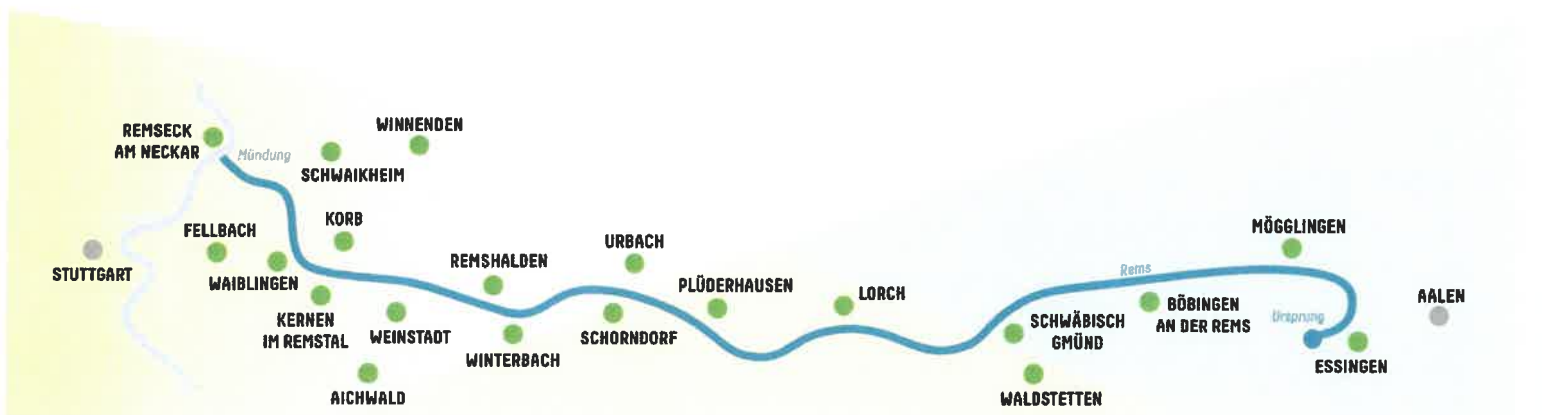 REMSECK
AM NECKAR
Mündung
SCHWAIKHEIM
WINNENDEN
STUTTGART
FELLBACH
WAIBLINGEN
KORB
KERNEN
IM REMSTAL
WEINSTADT
AICHWALD
REMSHALDEN
WINTERBACH
URBACH
SCHORNDORF
PLÜDERHAUSEN
LORCH
SCHWÄBISCH
GMÜND
WALDSTETTEN
Rems
BÖBINGEN
AN DER REMS
MÖGGLINGEN
Ursprung
ESSINGEN
AALEN